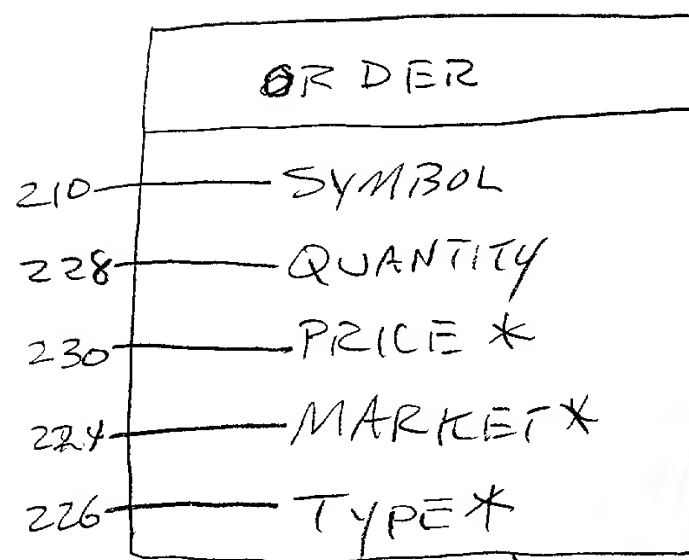 ORDER
210 SYMBOL
228 QUANTITY
230 PRICE *
224 MARKET *
226 TYPE *